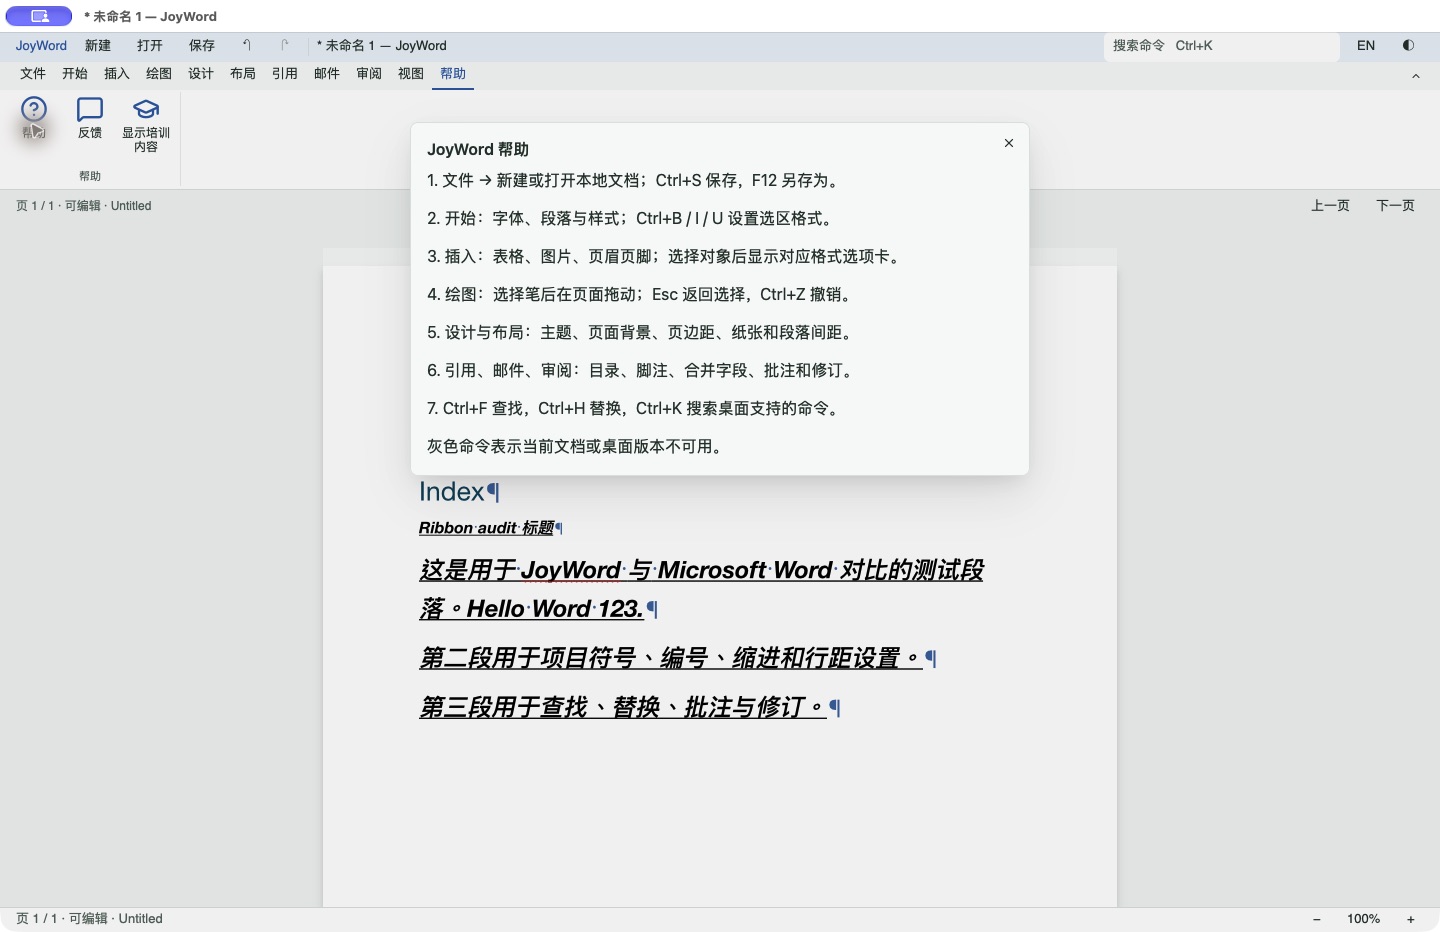 * 未命名 1 — JoyWord
JoyWord 新建 打开 保存 * 未命名 1 — JoyWord 搜索命令 Ctrl+K EN
文件 开始 插入 绘图 设计 布局 引用 邮件 审阅 视图 帮助
帮助 反馈 显示培训
内容
帮助
页 1 / 1 · 可编辑 · Untitled 上一页 下一页
JoyWord 帮助 ×
1. 文件 → 新建或打开本地文档；Ctrl+S 保存，F12 另存为。
2. 开始：字体、段落与样式；Ctrl+B / I / U 设置选区格式。
3. 插入：表格、图片、页眉页脚；选择对象后显示对应格式选项卡。
4. 绘图：选择笔后在页面拖动；Esc 返回选择，Ctrl+Z 撤销。
5. 设计与布局：主题、页面背景、页边距、纸张和段落间距。
6. 引用、邮件、审阅：目录、脚注、合并字段、批注和修订。
7. Ctrl+F 查找，Ctrl+H 替换，Ctrl+K 搜索桌面支持的命令。
灰色命令表示当前文档或桌面版本不可用。
Index¶
Ribbon·audit·标题¶
这是用于·JoyWord·与·Microsoft·Word·对比的测试段
落。Hello·Word·123.¶
第二段用于项目符号、编号、缩进和行距设置。¶
第三段用于查找、替换、批注与修订。¶
页 1 / 1 · 可编辑 · Untitled − 100% +